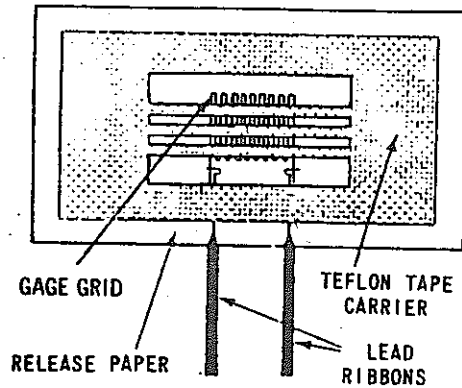 GAGE GRID
TEFLON TAPE
CARRIER
RELEASE PAPER
LEAD
RIBBONS